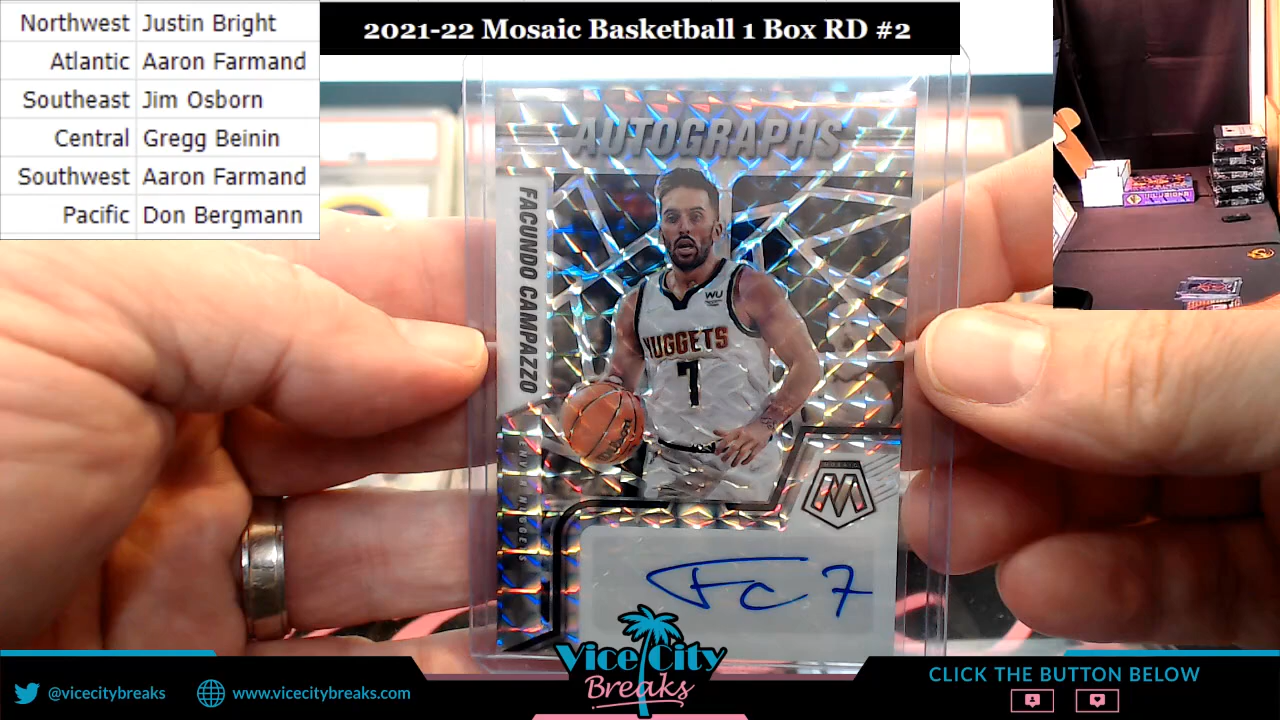 2021-22 Mosaic Basketball 1 Box RD #2
Northwest Justin Bright
Atlantic Aaron Farmand
Southeast Jim Osborn
Central Gregg Beinin
Southwest Aaron Farmand
Pacific Don Bergmann
AUTOGRAPHS
FACUNDO CAMPAZZO
WU
NUGGETS
7
MOSAIC
M
FC 7
Vice City
Breaks
@vicecitybreaks
www.vicecitybreaks.com
CLICK THE BUTTON BELOW